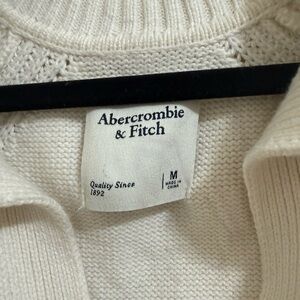 Abercrombie
& Fitch
Quality Since
1892
M
MADE IN
CHINA